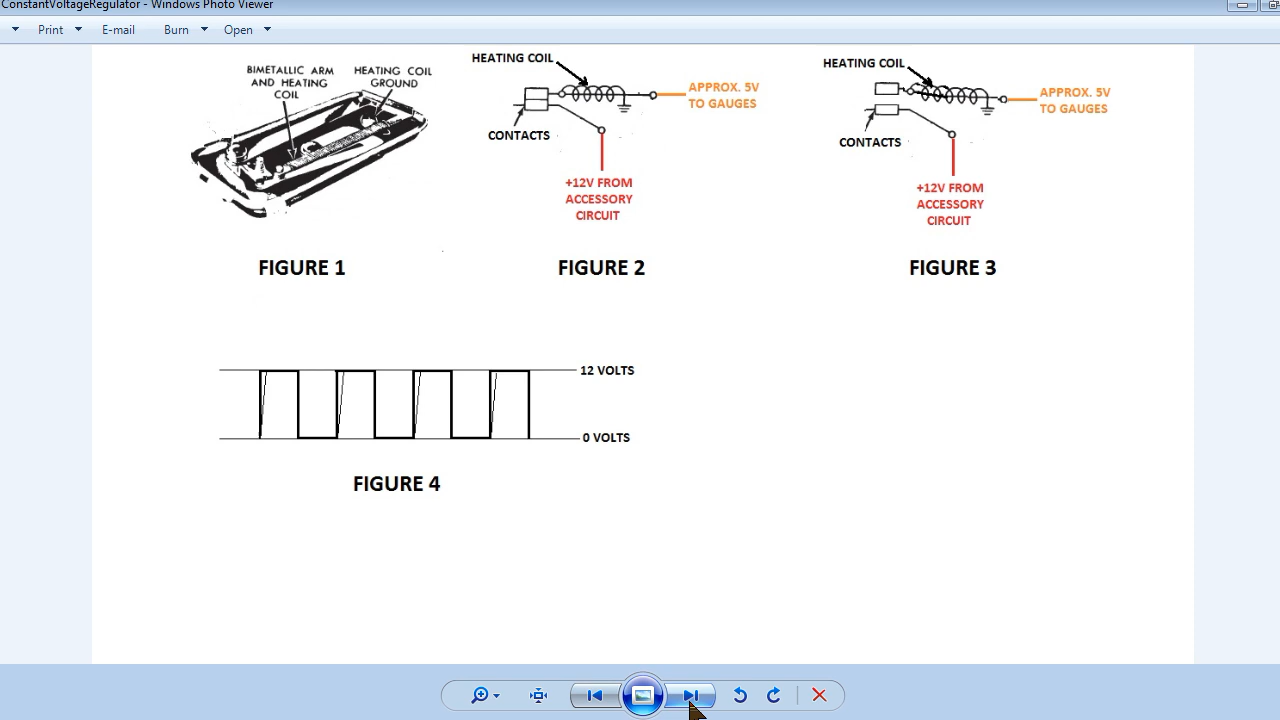 ConstantVoltageRegulator - Windows Photo Viewer
Print E-mail Burn Open
BIMETALLIC ARM
AND HEATING
COIL
HEATING COIL
GROUND
FIGURE 1
HEATING COIL
APPROX. 5V
TO GAUGES
CONTACTS
+12V FROM
ACCESSORY
CIRCUIT
FIGURE 2
HEATING COIL
APPROX. 5V
TO GAUGES
CONTACTS
+12V FROM
ACCESSORY
CIRCUIT
FIGURE 3
12 VOLTS
0 VOLTS
FIGURE 4